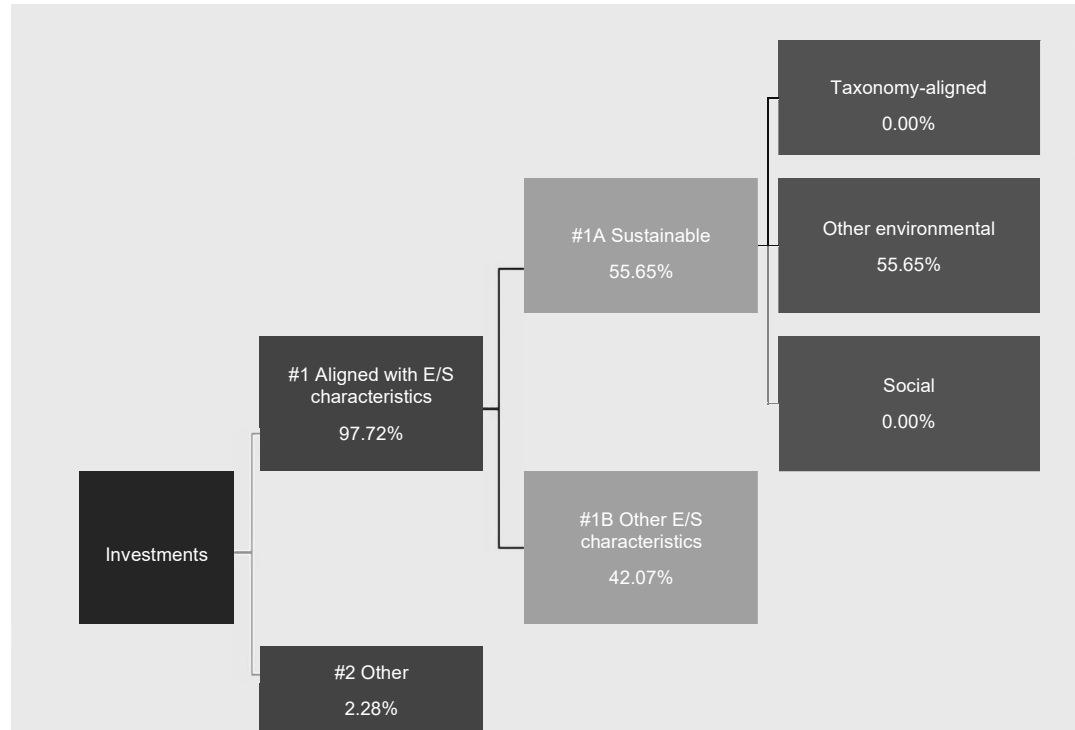 Taxonomy-aligned
0.00%
#1A Sustainable
55.65%
Other environmental
55.65%
#1 Aligned with E/S
characteristics
97.72%
Social
0.00%
Investments
#1B Other E/S
characteristics
42.07%
#2 Other
2.28%